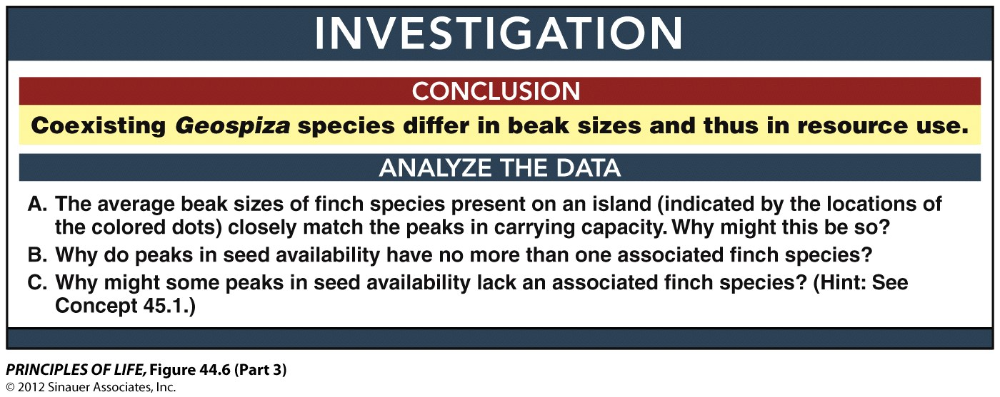 INVESTIGATION
CONCLUSION
Coexisting Geospiza species differ in beak sizes and thus in resource use.
ANALYZE THE DATA
A. The average beak sizes of finch species present on an island (indicated by the locations of
the colored dots) closely match the peaks in carrying capacity. Why might this be so?
B. Why do peaks in seed availability have no more than one associated finch species?
C. Why might some peaks in seed availability lack an associated finch species? (Hint: See
Concept 45.1.)
PRINCIPLES OF LIFE, Figure 44.6 (Part 3)
© 2012 Sinauer Associates, Inc.